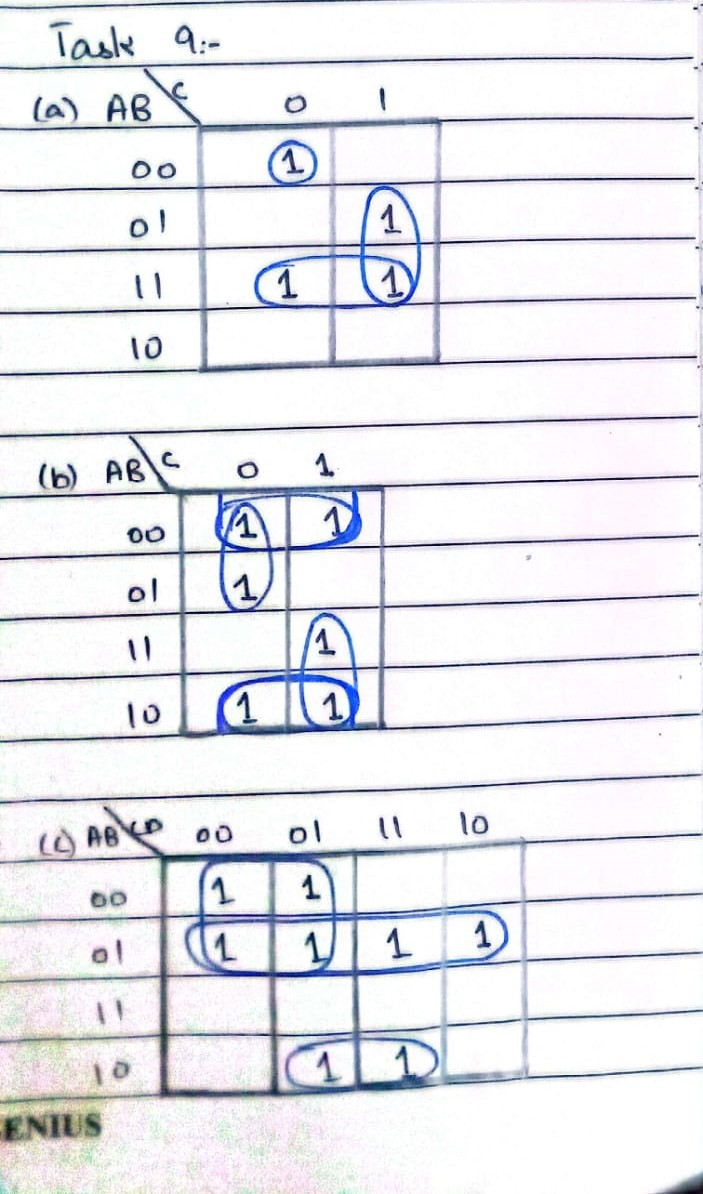 Task 9:-
(a) AB \ C 0 1
00 1
01 1
11 1 1
10
(b) AB \ C 0 1
00 1 1
01 1
11 1
10 1 1
(c) AB \ CD 00 01 11 10
00 1 1
01 1 1 1 1
11
10 1 1
ENIUS